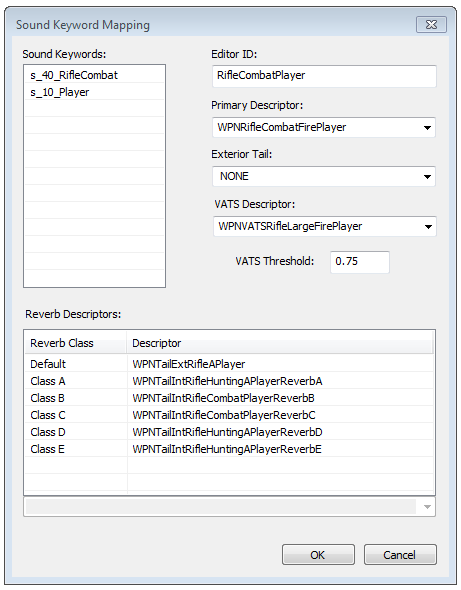 Sound Keyword Mapping
Sound Keywords:
s_40_RifleCombat
s_10_Player
Editor ID:
RifleCombatPlayer
Primary Descriptor:
WPNRifleCombatFirePlayer
Exterior Tail:
NONE
VATS Descriptor:
WPNVATSRifleLargeFirePlayer
VATS Threshold: 0.75
Reverb Descriptors:
Reverb Class Descriptor
Default WPNTailExtRifleAPlayer
Class A WPNTailIntRifleHuntingAPlayerReverbA
Class B WPNTailIntRifleCombatPlayerReverbB
Class C WPNTailIntRifleCombatPlayerReverbC
Class D WPNTailIntRifleHuntingAPlayerReverbD
Class E WPNTailIntRifleHuntingAPlayerReverbE
OK Cancel